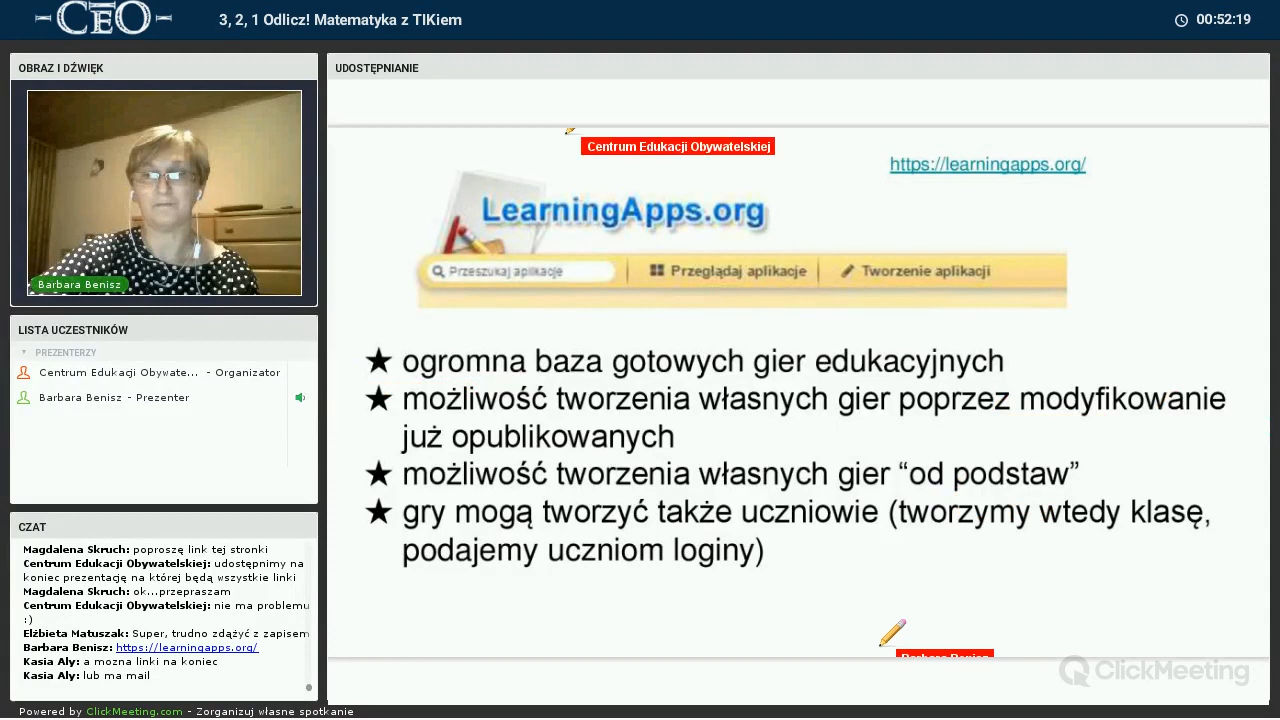 CEO
3, 2, 1 Odlicz! Matematyka z TIKiem
00:52:19
OBRAZ I DŹWIĘK
Barbara Benisz
LISTA UCZESTNIKÓW
PREZENTERZY
Centrum Edukacji Obywate... - Organizator
Barbara Benisz - Prezenter
CZAT
Magdalena Skruch: poproszę link tej stronki
Centrum Edukacji Obywatelskiej: udostępnimy na
koniec prezentację na której będą wszystkie linki
Magdalena Skruch: ok...przepraszam
Centrum Edukacji Obywatelskiej: nie ma problemu
:)
Elżbieta Matuszak: Super, trudno zdążyć z zapisem
Barbara Benisz: https://learningapps.org/
Kasia Aly: a mozna linki na koniec
Kasia Aly: lub ma mail
UDOSTĘPNIANIE
Centrum Edukacji Obywatelskiej
https://learningapps.org/
LearningApps.org
Przeszukaj aplikacje
Przeglądaj aplikacje
Tworzenie aplikacji
★ ogromna baza gotowych gier edukacyjnych
★ możliwość tworzenia własnych gier poprzez modyfikowanie
już opublikowanych
★ możliwość tworzenia własnych gier “od podstaw”
★ gry mogą tworzyć także uczniowie (tworzymy wtedy klasę,
podajemy uczniom loginy)
Barbara Benisz
ClickMeeting
Powered by ClickMeeting.com - Zorganizuj własne spotkanie